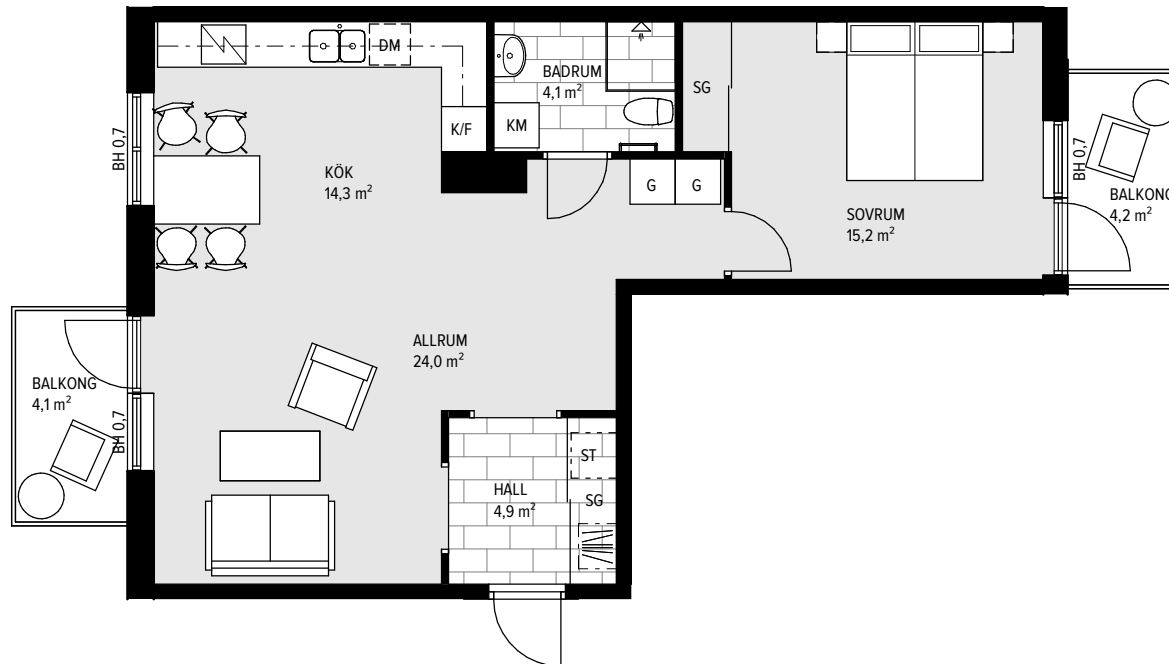 DM
BADRUM
4,1 m²
SG
K/F
KM
BH 0,7
KÖK
14,3 m²
G
G
SOVRUM
15,2 m²
BH 0,7
BALKONG
4,2 m²
ALLRUM
24,0 m²
BALKONG
4,1 m²
BH 0,7
ST
HALL
4,9 m²
SG